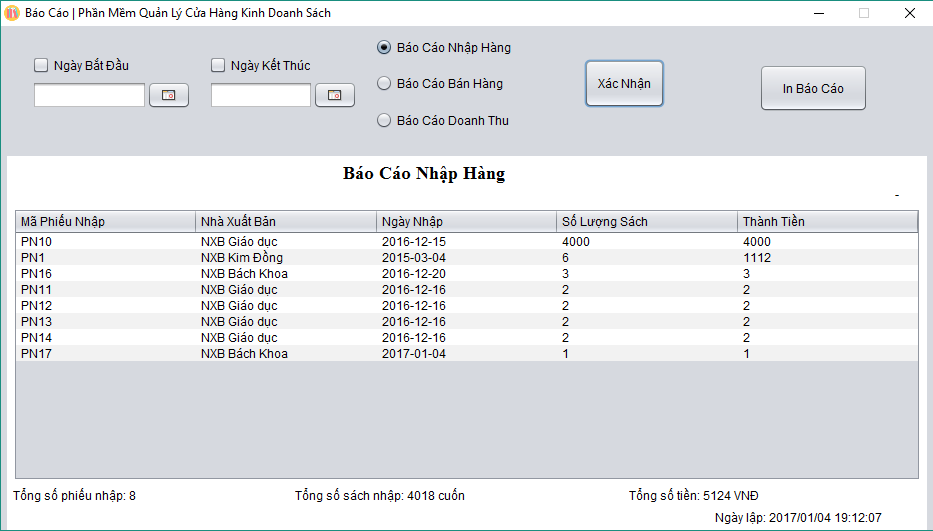 Báo Cáo | Phần Mềm Quản Lý Cửa Hàng Kinh Doanh Sách
Ngày Bắt Đầu
Ngày Kết Thúc
Báo Cáo Nhập Hàng
Báo Cáo Bán Hàng
Báo Cáo Doanh Thu
Xác Nhận
In Báo Cáo
Báo Cáo Nhập Hàng
-
Mã Phiếu Nhập Nhà Xuất Bản Ngày Nhập Số Lượng Sách Thành Tiền
PN10 NXB Giáo dục 2016-12-15 4000 4000
PN1 NXB Kim Đồng 2015-03-04 6 1112
PN16 NXB Bách Khoa 2016-12-20 3 3
PN11 NXB Giáo dục 2016-12-16 2 2
PN12 NXB Giáo dục 2016-12-16 2 2
PN13 NXB Giáo dục 2016-12-16 2 2
PN14 NXB Giáo dục 2016-12-16 2 2
PN17 NXB Bách Khoa 2017-01-04 1 1
Tổng số phiếu nhập: 8 Tổng số sách nhập: 4018 cuốn Tổng số tiền: 5124 VNĐ
Ngày lập: 2017/01/04 19:12:07